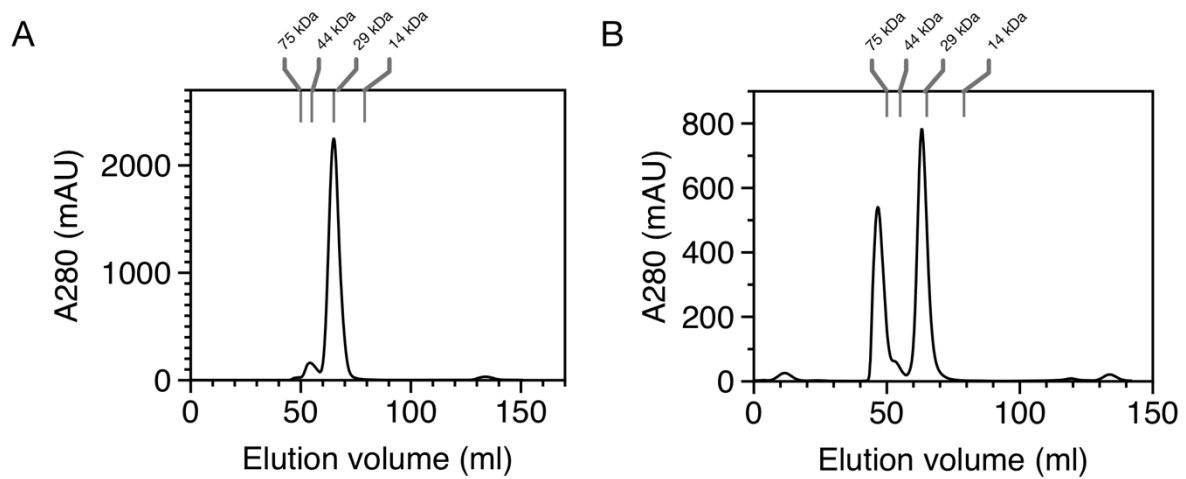 A
75 kDa
44 kDa
29 kDa
14 kDa
A280 (mAU)
2000
1000
0
0
50
100
150
Elution volume (ml)
B
75 kDa
44 kDa
29 kDa
14 kDa
A280 (mAU)
800
600
400
200
0
0
50
100
150
Elution volume (ml)